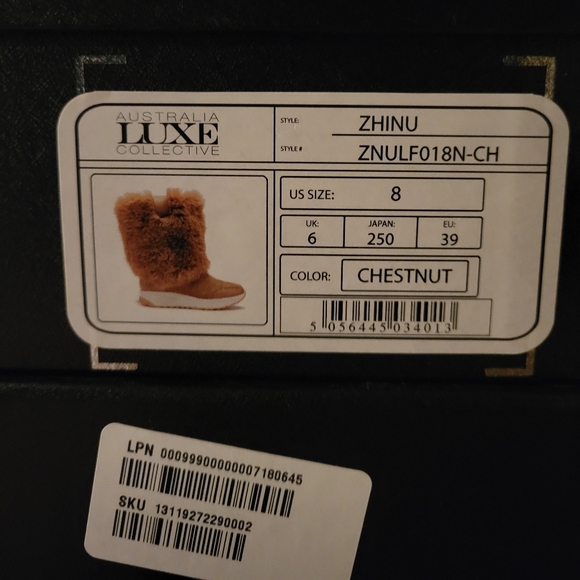 AUSTRALIA
LUXE
COLLECTIVE
STYLE: ZHINU
STYLE # ZNULF018N-CH
US SIZE: 8
UK: JAPAN: EU:
6 250 39
COLOR: CHESTNUT
5 056445 034013
LPN 00099900000007180645
SKU 13119272290002